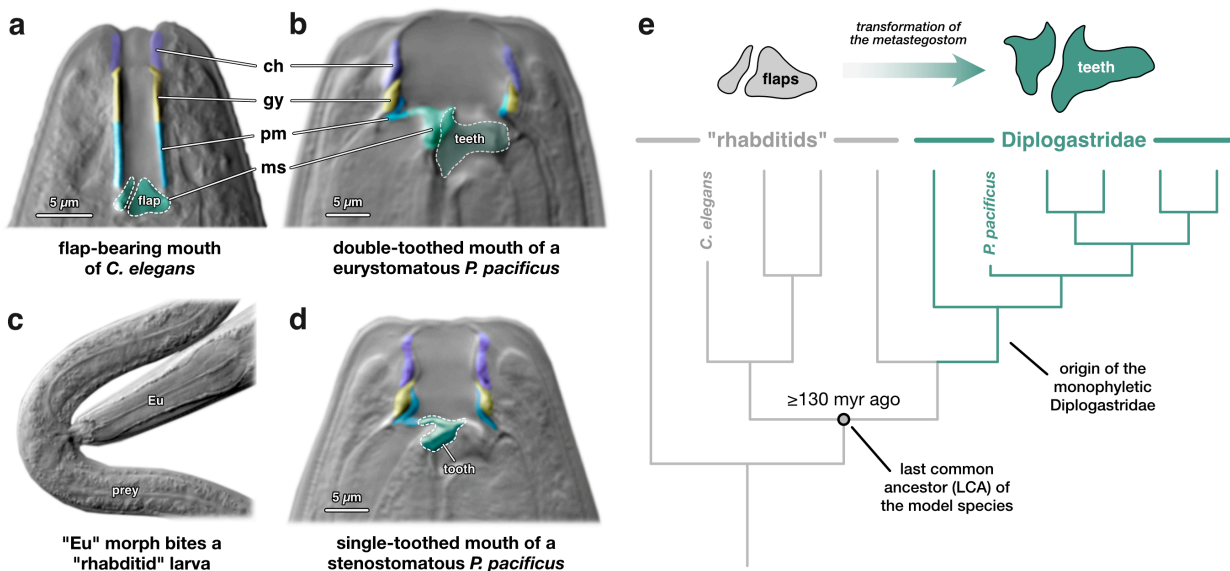 a
ch
gy
pm
ms
flap
5 µm
flap-bearing mouth
of C. elegans
b
teeth
5 µm
double-toothed mouth of a
eurystomatous P. pacificus
c
Eu
prey
"Eu" morph bites a
"rhabditid" larva
d
tooth
5 µm
single-toothed mouth of a
stenostomatous P. pacificus
e
transformation of
the metastegostom
flaps
teeth
"rhabditids"
Diplogastridae
C. elegans
P. pacificus
≥130 myr ago
origin of the
monophyletic
Diplogastridae
last common
ancestor (LCA) of
the model species